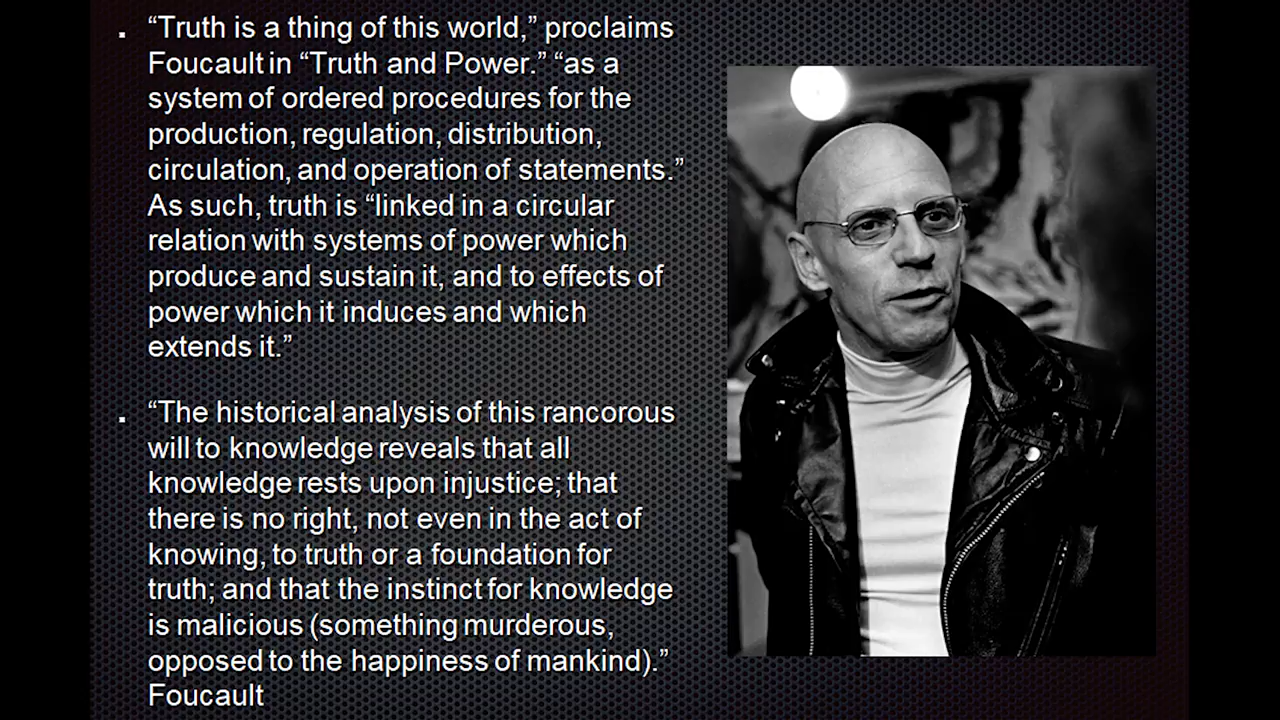 . “Truth is a thing of this world,” proclaims
Foucault in “Truth and Power.” “as a
system of ordered procedures for the
production, regulation, distribution,
circulation, and operation of statements.”
As such, truth is “linked in a circular
relation with systems of power which
produce and sustain it, and to effects of
power which it induces and which
extends it.”
. “The historical analysis of this rancorous
will to knowledge reveals that all
knowledge rests upon injustice; that
there is no right, not even in the act of
knowing, to truth or a foundation for
truth; and that the instinct for knowledge
is malicious (something murderous,
opposed to the happiness of mankind).”
Foucault